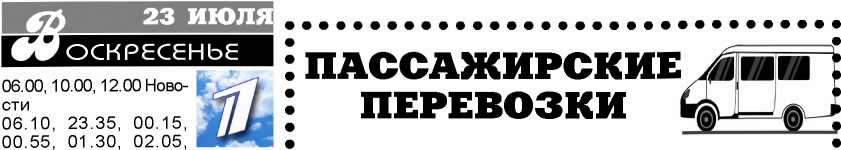 23 ИЮЛЯ
ВОСКРЕСЕНЬЕ
06.00, 10.00, 12.00 Ново-
сти
06.10, 23.35, 00.15,
00.55, 01.30, 02.05,
1
ПАССАЖИРСКИЕ
ПЕРЕВОЗКИ